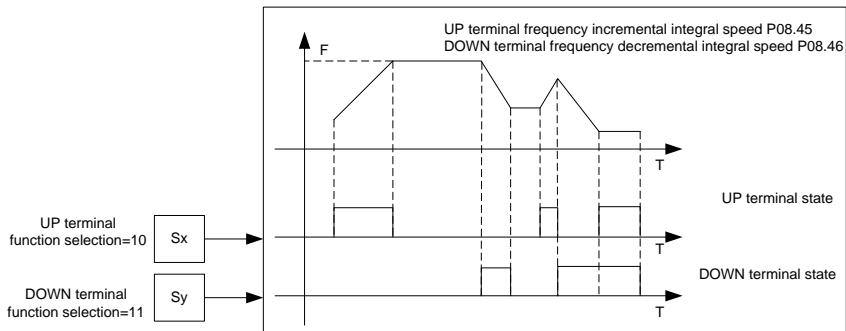 UP terminal frequency incremental integral speed P08.45
DOWN terminal frequency decremental integral speed P08.46
F
T
UP terminal state
UP terminal
function selection=10
Sx
T
DOWN terminal state
DOWN terminal
function selection=11
Sy
T